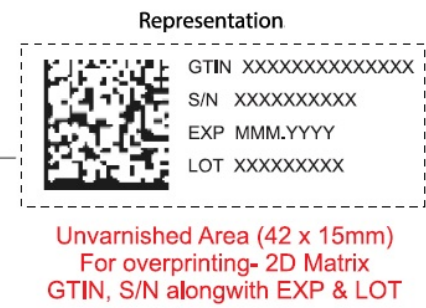 Representation
GTIN XXXXXXXXXXXXXX
S/N XXXXXXXXXX
EXP MMM.YYYY
LOT XXXXXXXXX
Unvarnished Area (42 x 15mm)
For overprinting- 2D Matrix
GTIN, S/N alongwith EXP & LOT